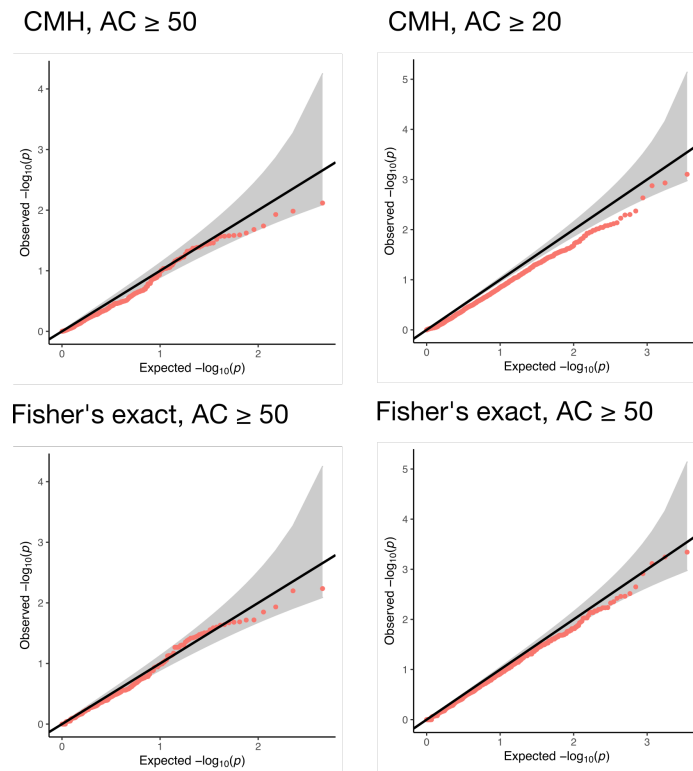 CMH, AC ≥ 50
4
3
2
1
0
Observed −log10(p)
0 1 2
Expected −log10(p)
CMH, AC ≥ 20
5
4
3
2
1
0
Observed −log10(p)
0 1 2 3
Expected −log10(p)
Fisher's exact, AC ≥ 50
4
3
2
1
0
Observed −log10(p)
0 1 2
Expected −log10(p)
Fisher's exact, AC ≥ 50
5
4
3
2
1
0
Observed −log10(p)
0 1 2 3
Expected −log10(p)